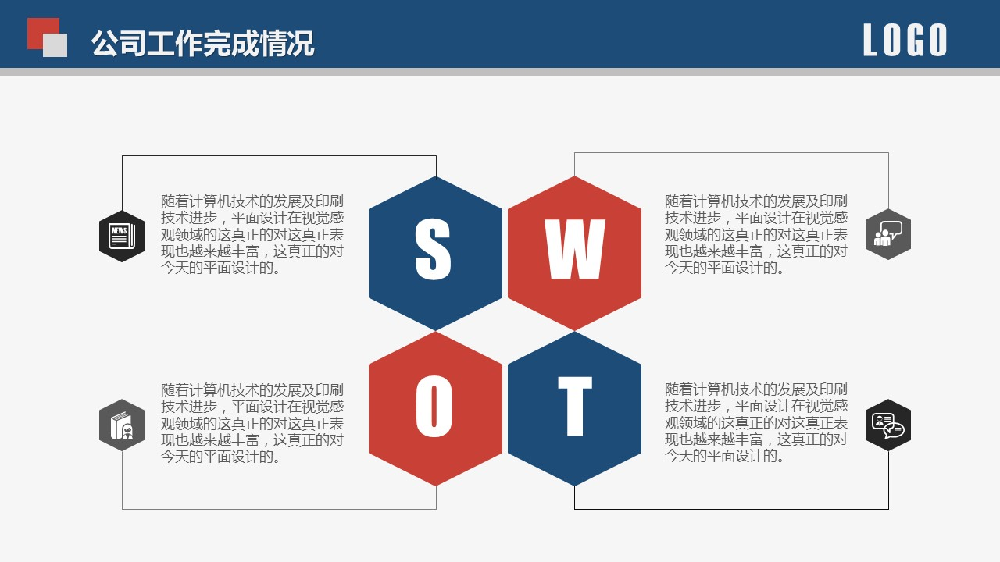 公司工作完成情况
LOGO
随着计算机技术的发展及印刷
技术进步，平面设计在视觉感
观领域的这真正的对这真正表
现也越来越丰富，这真正的对
今天的平面设计的。
NEWS
S
W
随着计算机技术的发展及印刷
技术进步，平面设计在视觉感
观领域的这真正的对这真正表
现也越来越丰富，这真正的对
今天的平面设计的。
随着计算机技术的发展及印刷
技术进步，平面设计在视觉感
观领域的这真正的对这真正表
现也越来越丰富，这真正的对
今天的平面设计的。
O
T
随着计算机技术的发展及印刷
技术进步，平面设计在视觉感
观领域的这真正的对这真正表
现也越来越丰富，这真正的对
今天的平面设计的。